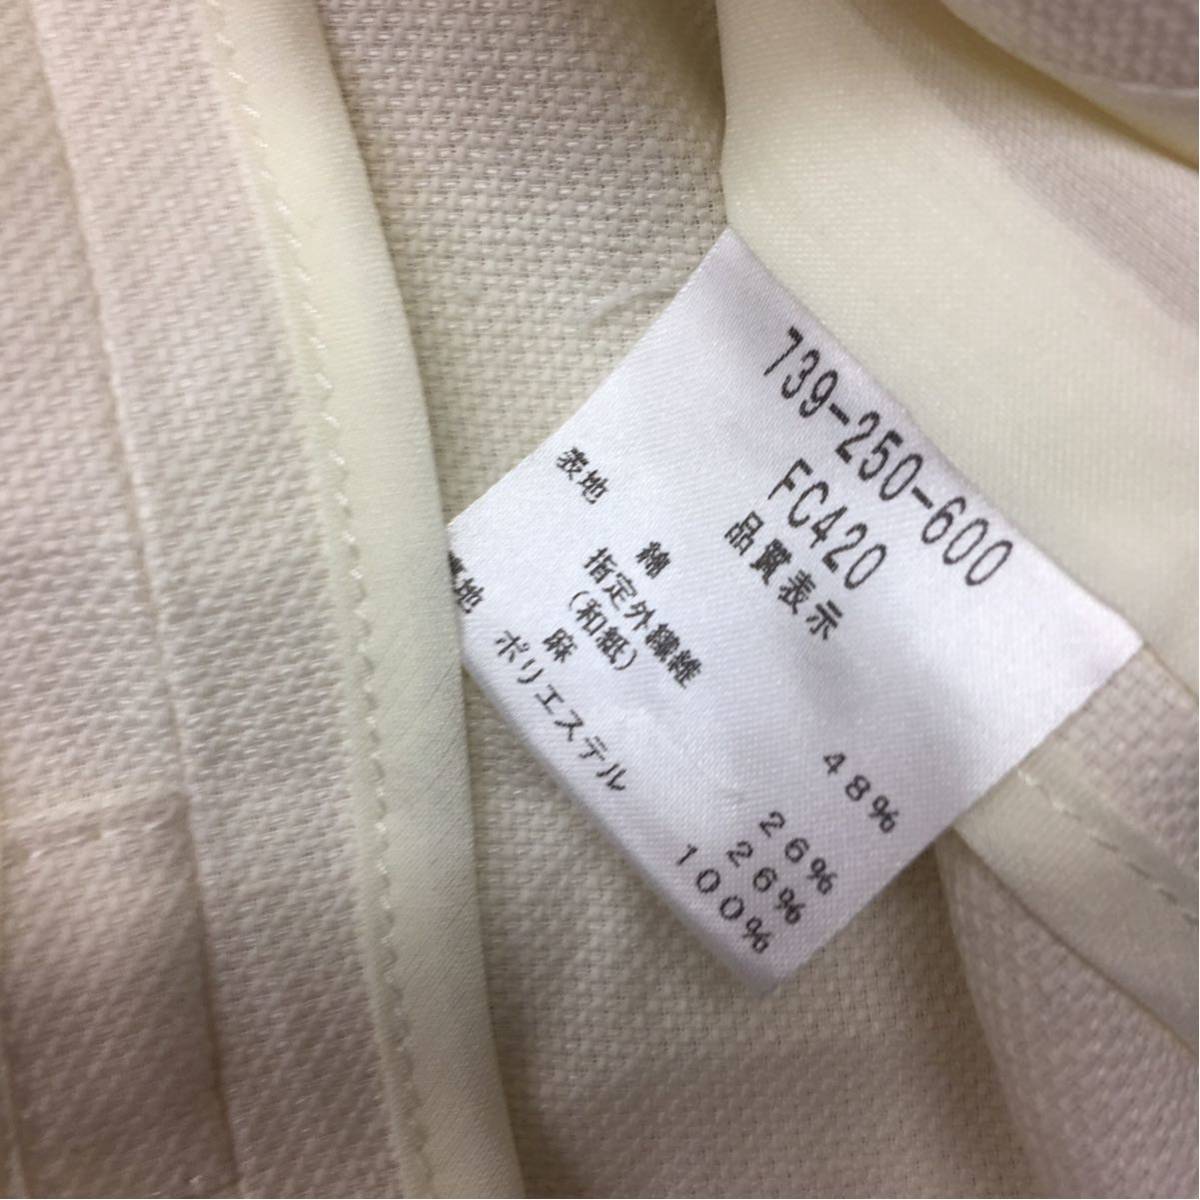 739-250-600
FC420
品質表示
表地 綿 48%
指定外繊維
(和紙) 26%
麻 26%
裏地 ポリエステル 100%